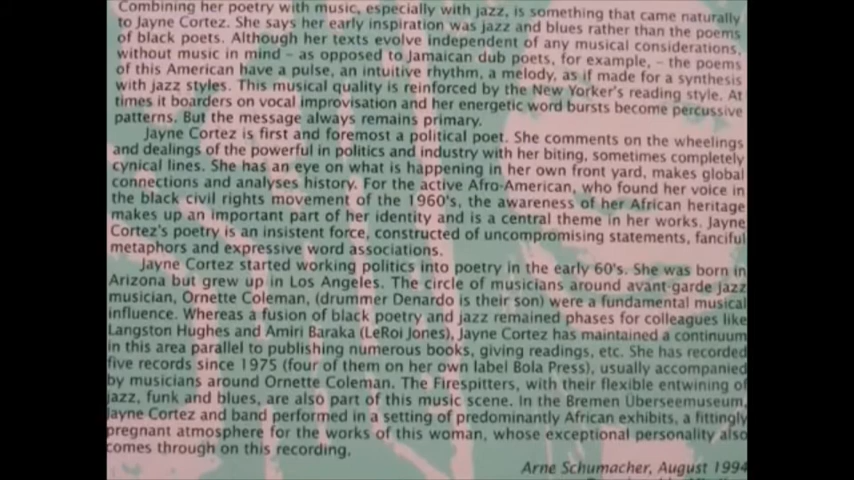 Combining her poetry with music, especially with jazz, is something that came naturally
to Jayne Cortez. She says her early inspiration was jazz and blues rather than the poems
of black poets. Although her texts evolve independent of any musical considerations,
without music in mind – as opposed to Jamaican dub poets, for example, – the poems
of this American have a pulse, an intuitive rhythm, a melody, as if made for a synthesis
with jazz styles. This musical quality is reinforced by the New Yorker's reading style. At
times it boarders on vocal improvisation and her energetic word bursts become percussive
patterns. But the message always remains primary.
Jayne Cortez is first and foremost a political poet. She comments on the wheelings
and dealings of the powerful in politics and industry with her biting, sometimes completely
cynical lines. She has an eye on what is happening in her own front yard, makes global
connections and analyses history. For the active Afro-American, who found her voice in
the black civil rights movement of the 1960's, the awareness of her African heritage
makes up an important part of her identity and is a central theme in her works. Jayne
Cortez's poetry is an insistent force, constructed of uncompromising statements, fanciful
metaphors and expressive word associations.
Jayne Cortez started working politics into poetry in the early 60's. She was born in
Arizona but grew up in Los Angeles. The circle of musicians around avant-garde jazz
musician, Ornette Coleman, (drummer Denardo is their son) were a fundamental musical
influence. Whereas a fusion of black poetry and jazz remained phases for colleagues like
Langston Hughes and Amiri Baraka (LeRoi Jones), Jayne Cortez has maintained a continuum
in this area parallel to publishing numerous books, giving readings, etc. She has recorded
five records since 1975 (four of them on her own label Bola Press), usually accompanied
by musicians around Ornette Coleman. The Firespitters, with their flexible entwining of
jazz, funk and blues, are also part of this music scene. In the Bremen Überseemuseum,
Jayne Cortez and band performed in a setting of predominantly African exhibits, a fittingly
pregnant atmosphere for the works of this woman, whose exceptional personality also
comes through on this recording.
Arne Schumacher, August 1994